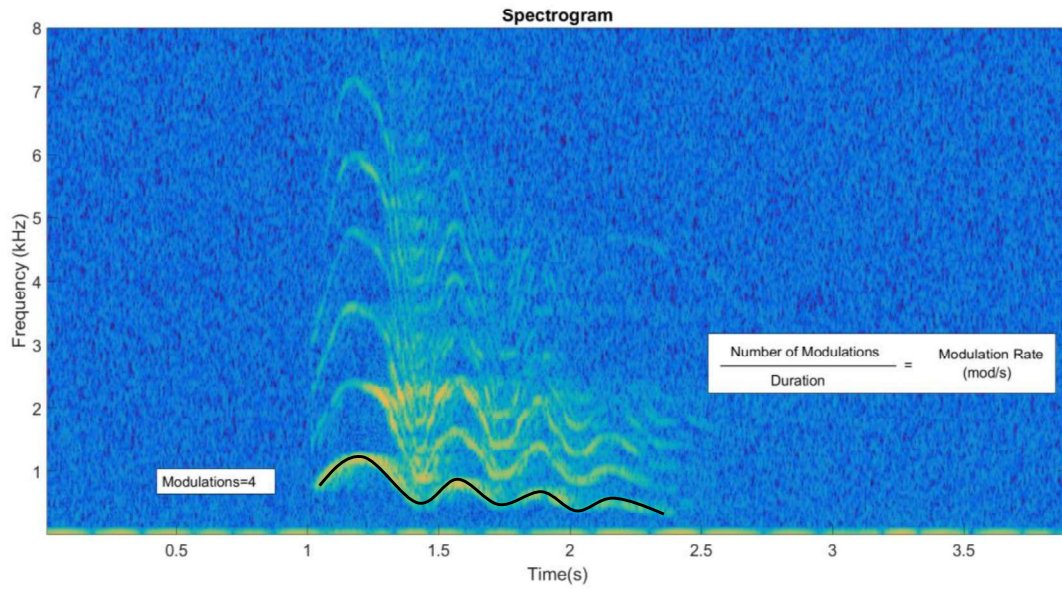 Spectrogram
8
7
6
5
4
3
2
1
Frequency (kHz)
Number of Modulations
Duration
=
Modulation Rate
(mod/s)
Modulations=4
0.5 1 1.5 2 2.5 3 3.5
Time(s)